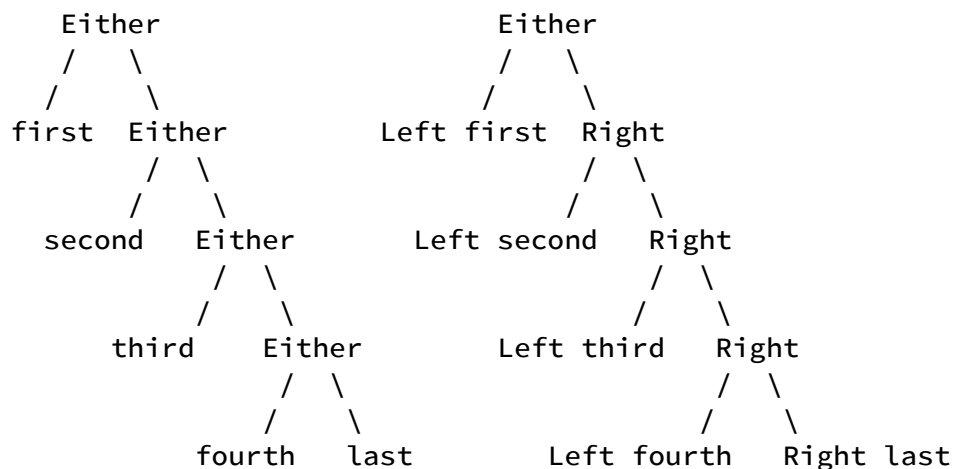 Either Either
/ \ / \
/ \ / \
first Either Left first Right
/ \ / \
/ \ / \
second Either Left second Right
/ \ / \
/ \ / \
third Either Left third Right
/ \ / \
/ \ / \
fourth last Left fourth Right last